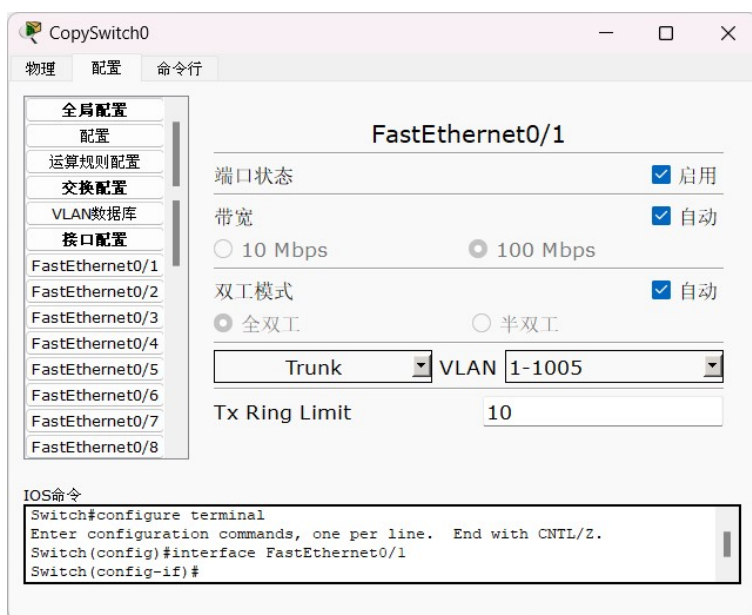 CopySwitch0
物理 配置 命令行
全局配置
配置
运算规则配置
交换配置
VLAN数据库
接口配置
FastEthernet0/1
FastEthernet0/2
FastEthernet0/3
FastEthernet0/4
FastEthernet0/5
FastEthernet0/6
FastEthernet0/7
FastEthernet0/8
FastEthernet0/1
端口状态 启用
带宽 自动
10 Mbps 100 Mbps
双工模式 自动
全双工 半双工
Trunk VLAN 1-1005
Tx Ring Limit 10
IOS命令
Switch#configure terminal
Enter configuration commands, one per line. End with CNTL/Z.
Switch(config)#interface FastEthernet0/1
Switch(config-if)#